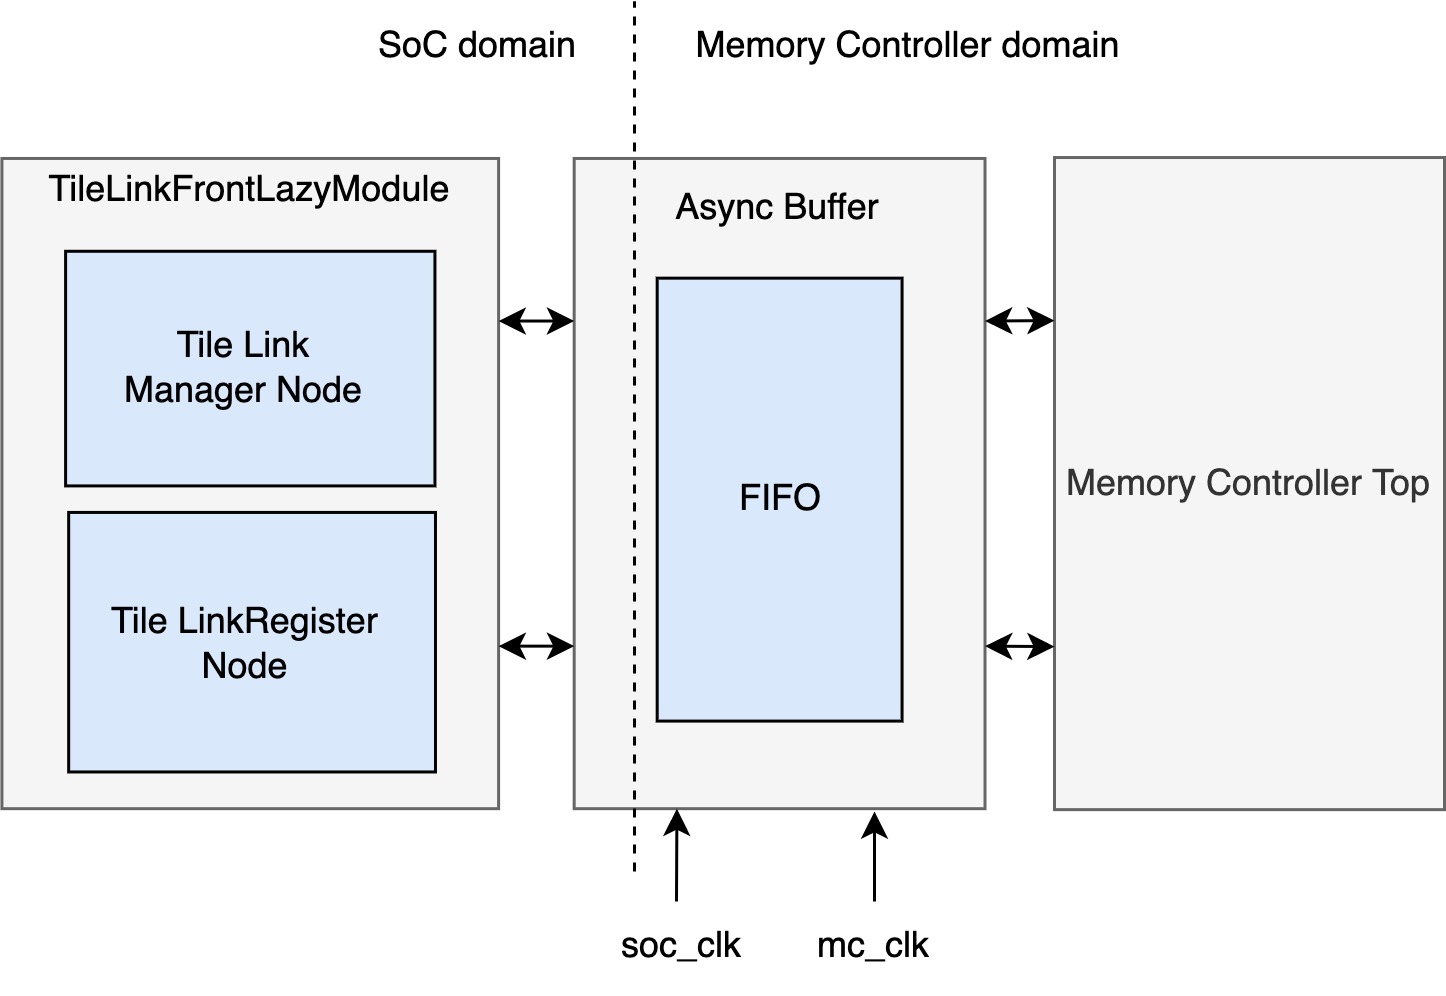 SoC domain
Memory Controller domain
TileLinkFrontLazyModule
Tile Link
Manager Node
Tile LinkRegister
Node
Async Buffer
FIFO
Memory Controller Top
soc_clk
mc_clk